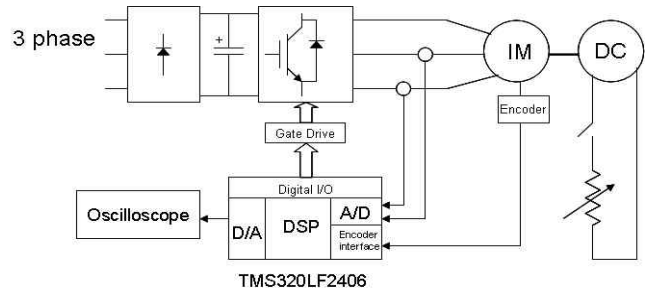 3 phase
+
IM
DC
Encoder
Gate Drive
Digital I/O
Oscilloscope
D/A
DSP
A/D
Encoder
interface
TMS320LF2406